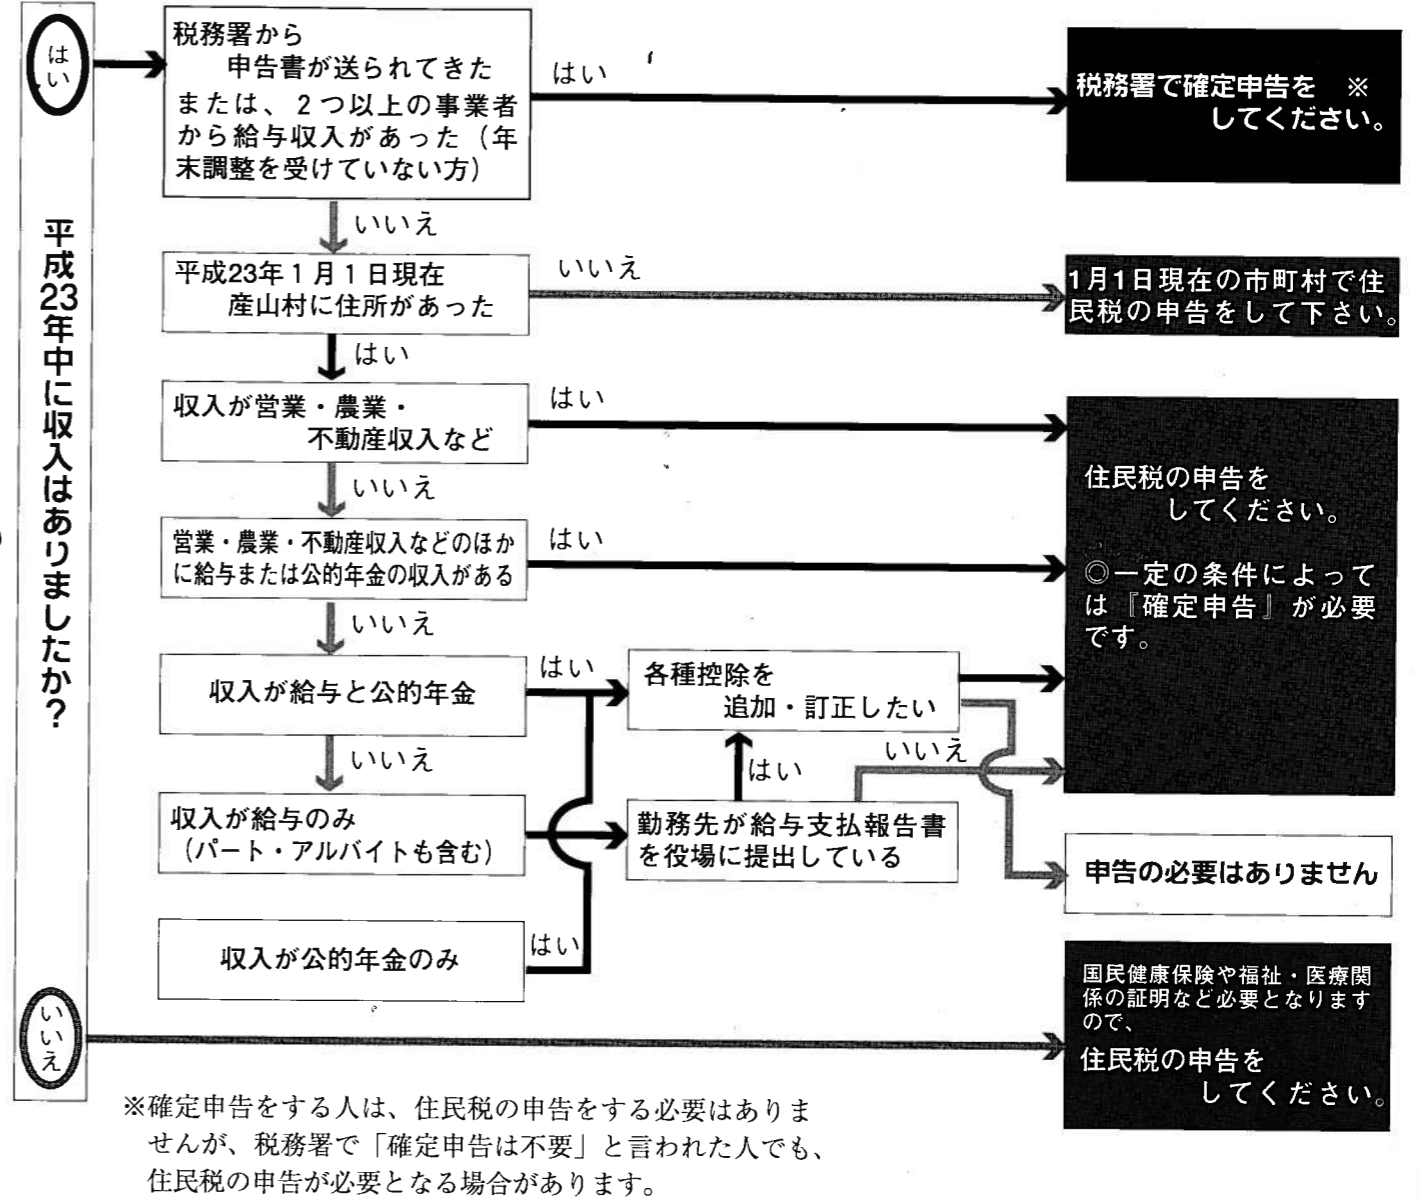 平成23年中に収入はありましたか？
はい
税務署から
申告書が送られてきた
または、２つ以上の事業者
から給与収入があった（年
末調整を受けていない方）
はい
税務署で確定申告を　※
してください。
いいえ
平成23年１月１日現在
産山村に住所があった
いいえ
1月1日現在の市町村で住
民税の申告をして下さい。
はい
収入が営業・農業・
不動産収入など
はい
住民税の申告を
してください。
◎一定の条件によって
は『確定申告』が必要
です。
いいえ
営業・農業・不動産収入などのほか
に給与または公的年金の収入がある
はい
いいえ
収入が給与と公的年金
はい
各種控除を
追加・訂正したい
いいえ
はい
いいえ
収入が給与のみ
（パート・アルバイトも含む）
勤務先が給与支払報告書
を役場に提出している
申告の必要はありません
収入が公的年金のみ
はい
いいえ
国民健康保険や福祉・医療関
係の証明など必要となります
ので、
住民税の申告を
してください。
※確定申告をする人は、住民税の申告をする必要はありま
せんが、税務署で「確定申告は不要」と言われた人でも、
住民税の申告が必要となる場合があります。